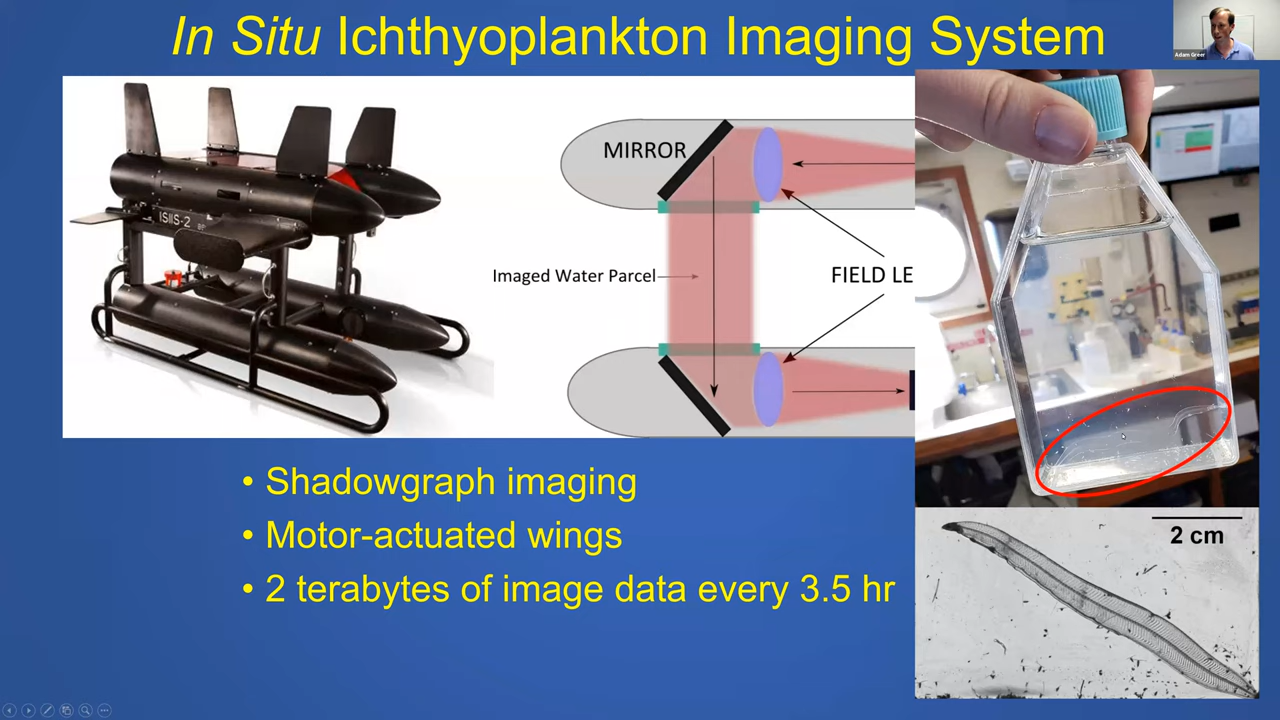 In Situ Ichthyoplankton Imaging System
Adam Greer
ISIIS-2
MIRROR
Imaged Water Parcel
FIELD LE
2 cm
• Shadowgraph imaging
• Motor-actuated wings
• 2 terabytes of image data every 3.5 hr